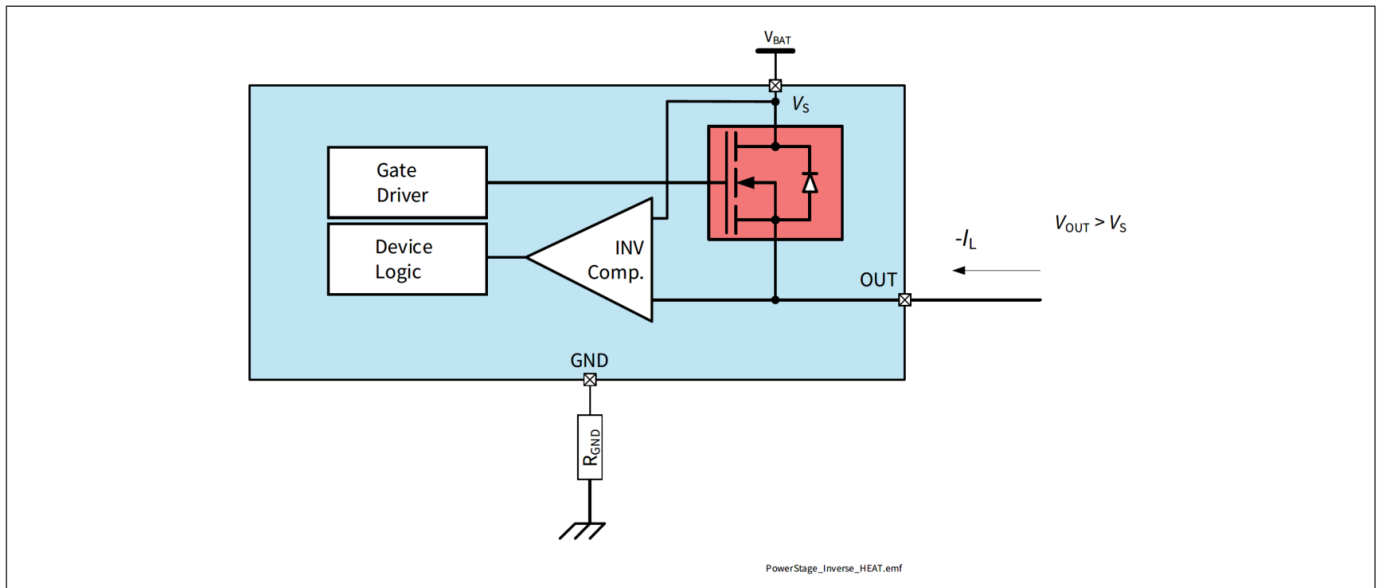 VBAT
VS
Gate
Driver
Device
Logic
INV
Comp.
-IL
VOUT > VS
OUT
GND
RGND
PowerStage_Inverse_HEAT.emf